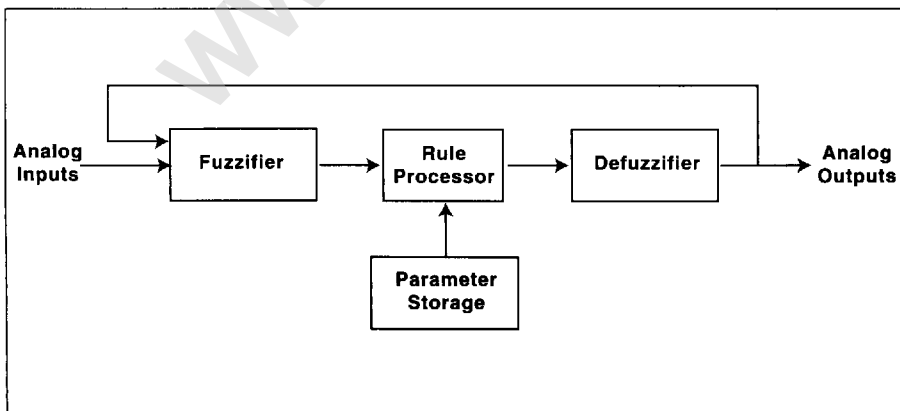 Analog
Inputs
Fuzzifier
Rule
Processor
Defuzzifier
Analog
Outputs
Parameter
Storage